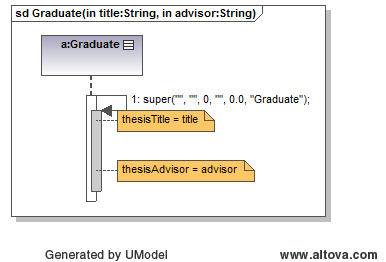 sd Graduate(in title:String, in advisor:String)
a:Graduate
1: super("", "", 0, "", 0.0, "Graduate");
thesisTitle = title
thesisAdvisor = advisor
Generated by UModel www.altova.com